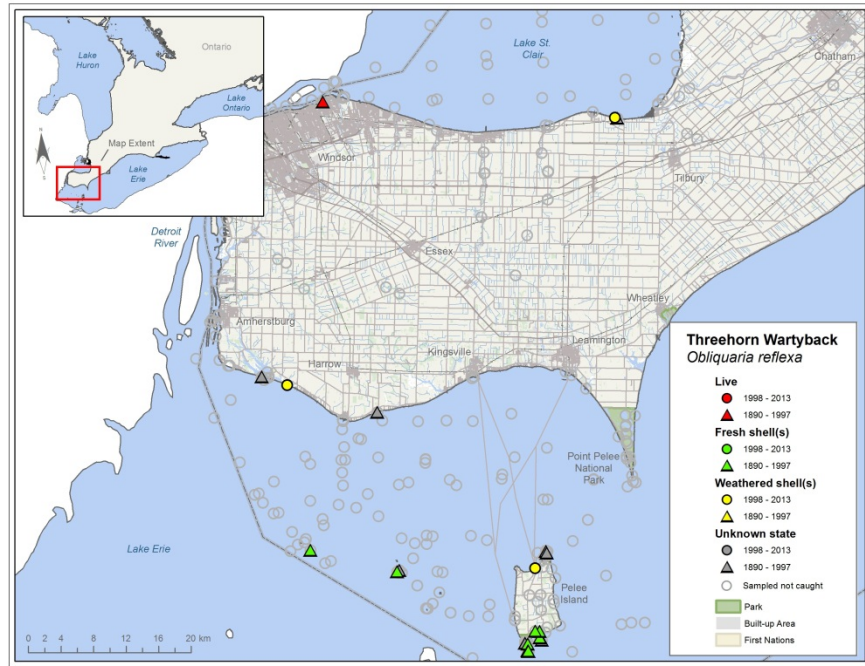 Lake
Huron
Ontario
Lake
Ontario
N
S
Map Extent
Lake
Erie
Lake St.
Clair
Chatham
Windsor
Tilbury
Detroit
River
Essex
Wheatley
Amherstburg
Harrow
Kingsville
Leamington
Point Pelee
National
Park
Lake Erie
Pelee
Island
0 2 4 8 12 16 20 km
Threehorn Wartyback
Obliquaria reflexa
Live
1998 - 2013
1890 - 1997
Fresh shell(s)
1998 - 2013
1890 - 1997
Weathered shell(s)
1998 - 2013
1890 - 1997
Unknown state
1998 - 2013
1890 - 1997
Sampled not caught
Park
Built-up Area
First Nations